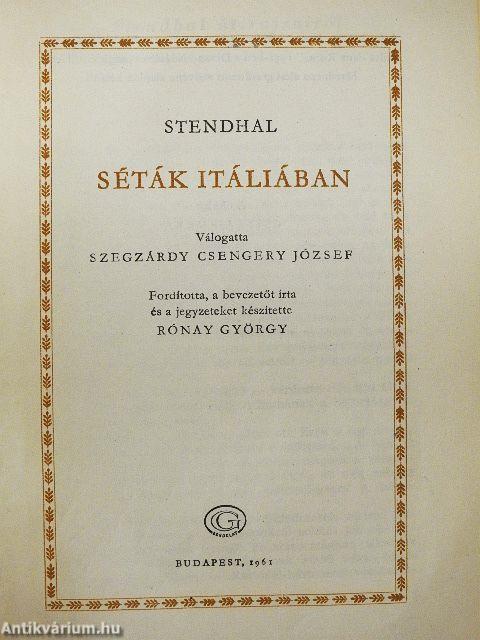 STENDHAL
SÉTÁK ITÁLIÁBAN
Válogatta
SZEGZÁRDY CSENGERY JÓZSEF
Fordította, a bevezetőt írta
és a jegyzeteket készítette
RÓNAY GYÖRGY
G
GONDOLAT
BUDAPEST, 1961
Antikvárium.hu